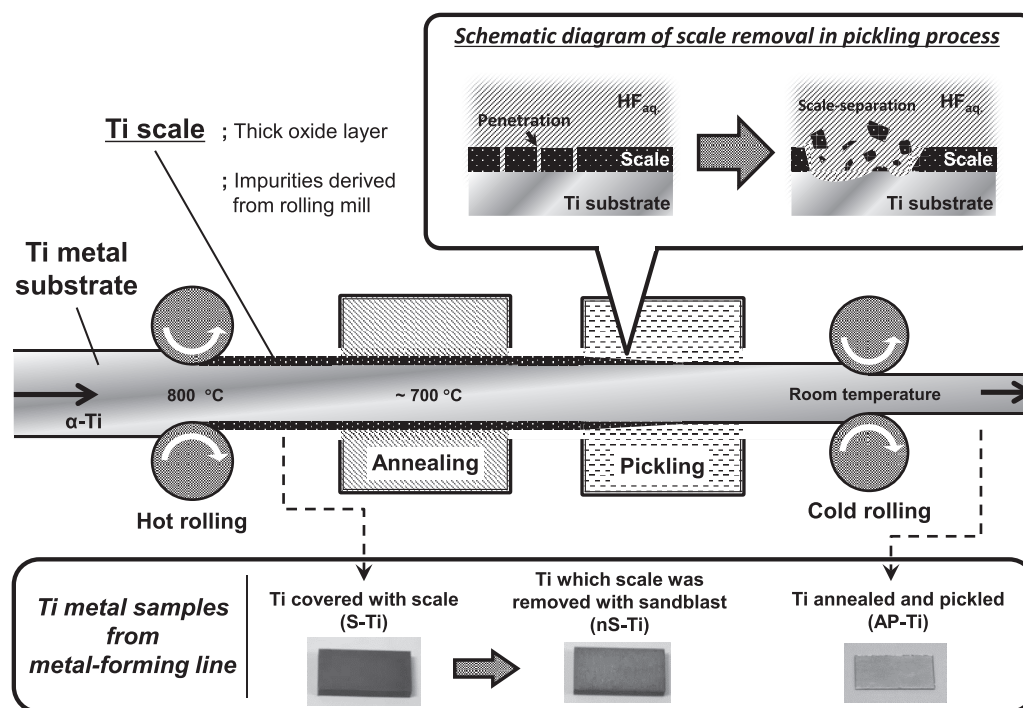 Schematic diagram of scale removal in pickling process
HFaq.
Penetration
Scale
Ti substrate
Scale-separation
HFaq.
Scale
Ti substrate
Ti scale ; Thick oxide layer
; Impurities derived
from rolling mill
Ti metal
substrate
α-Ti
800 °C
~ 700 °C
Room temperature
Annealing
Pickling
Hot rolling
Cold rolling
Ti metal samples
from
metal-forming line
Ti covered with scale
(S-Ti)
Ti which scale was
removed with sandblast
(nS-Ti)
Ti annealed and pickled
(AP-Ti)